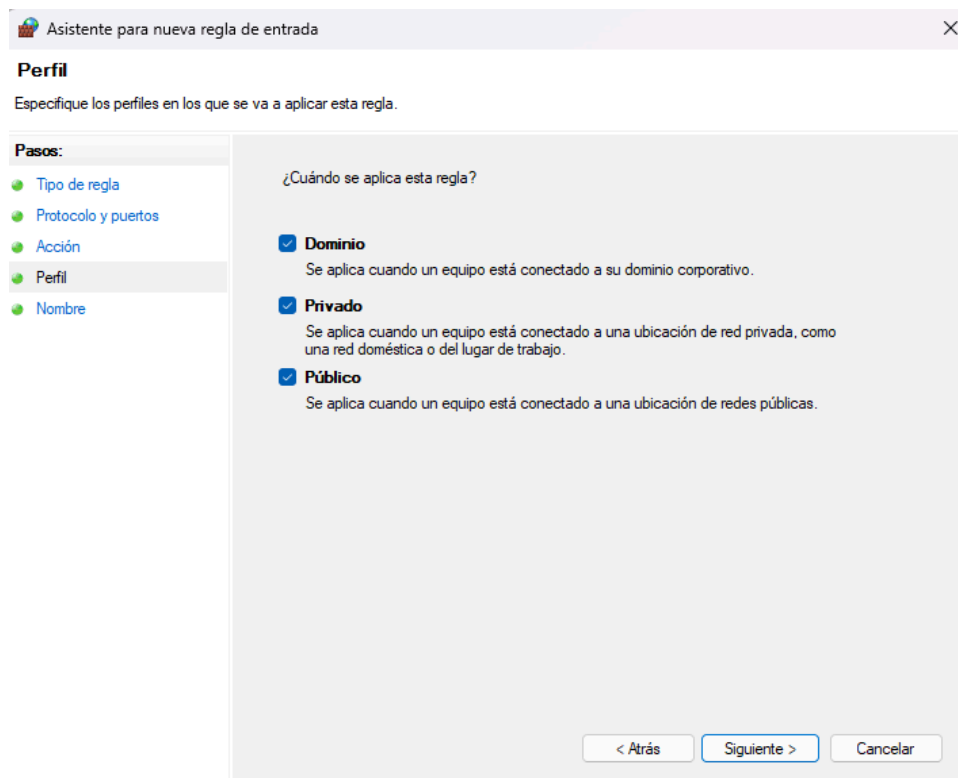 Asistente para nueva regla de entrada
Perfil
Especifique los perfiles en los que se va a aplicar esta regla.
Pasos:
Tipo de regla
Protocolo y puertos
Acción
Perfil
Nombre
¿Cuándo se aplica esta regla?
Dominio
Se aplica cuando un equipo está conectado a su dominio corporativo.
Privado
Se aplica cuando un equipo está conectado a una ubicación de red privada, como
una red doméstica o del lugar de trabajo.
Público
Se aplica cuando un equipo está conectado a una ubicación de redes públicas.
< Atrás
Siguiente >
Cancelar